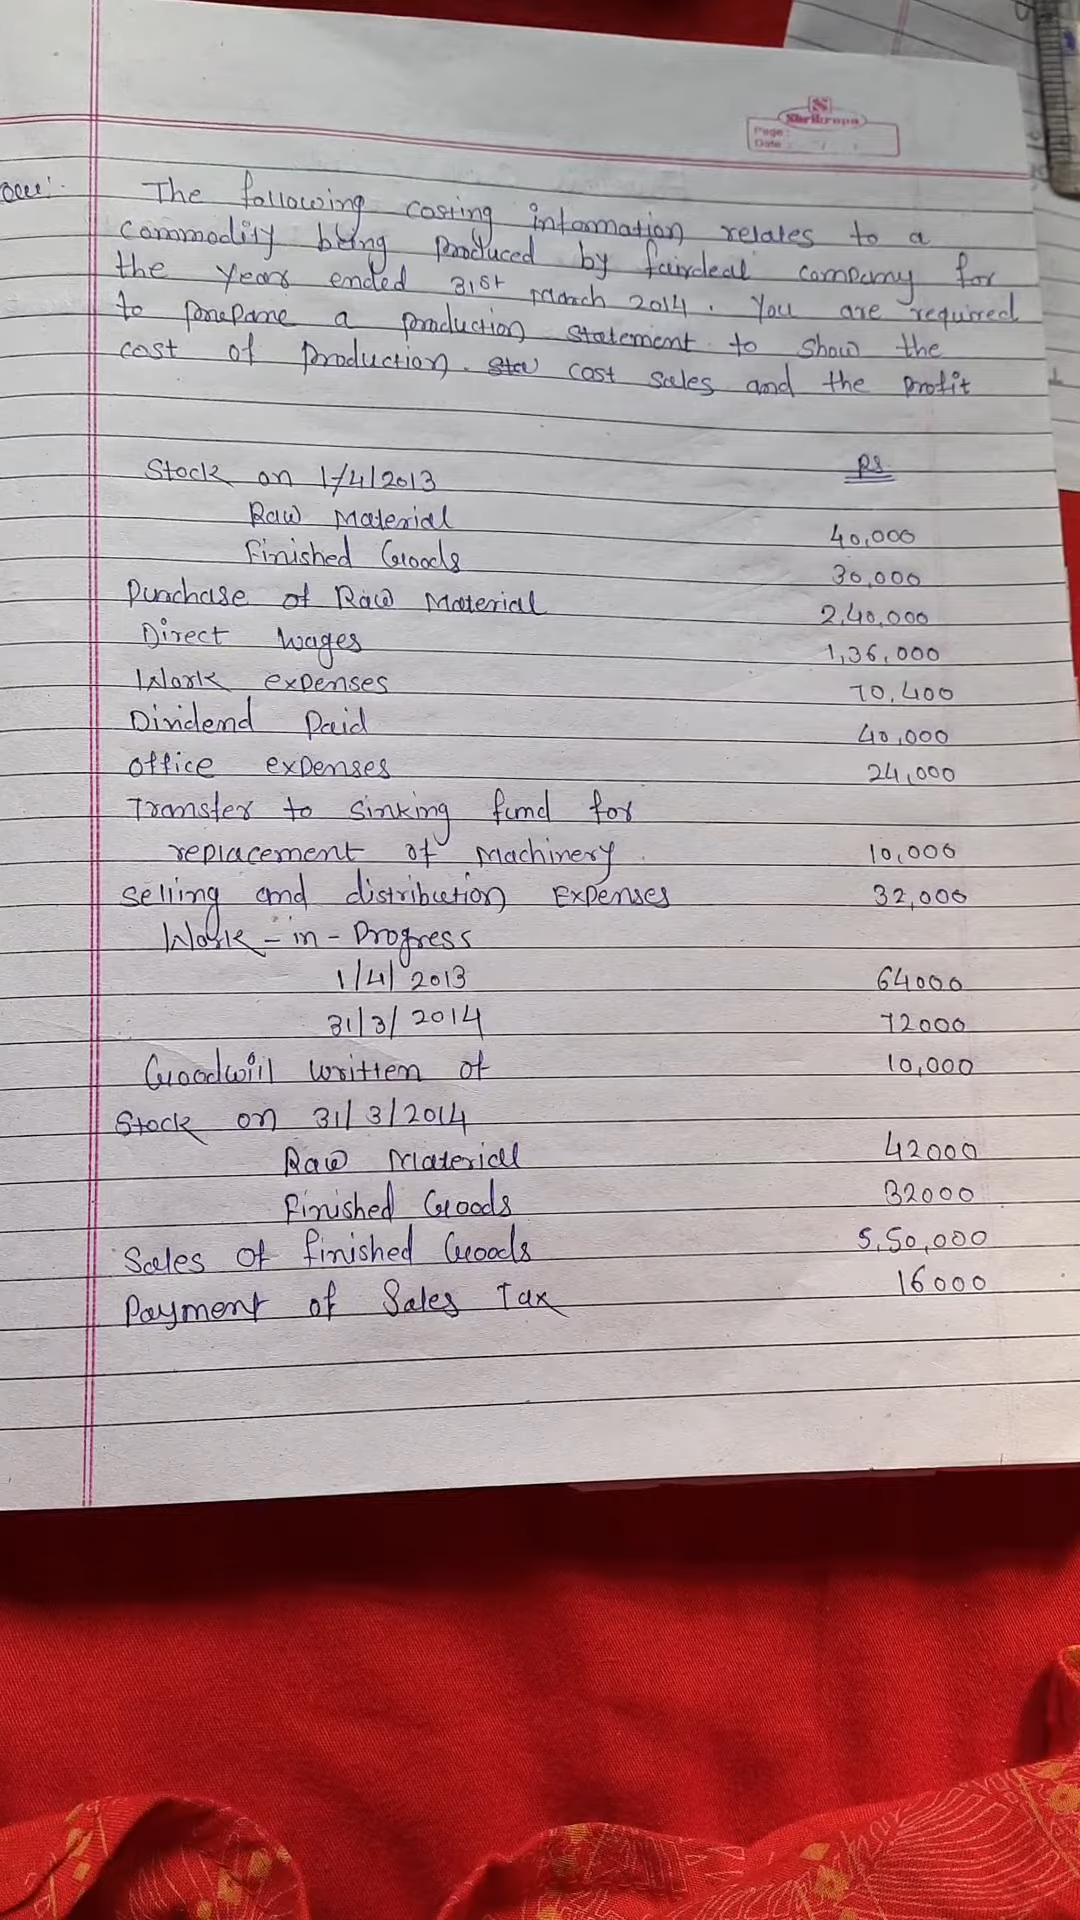 S
Shrikrupa
Page :
Date : / /
The following costing information relates to a
commodity being produced by fairdeal company for
the years ended 31st March 2014. You are required
to prepare a production statement to show the
cost of production. cost sales and the profit
Rs.
Stock on 1/4/2013
Raw Material 40,000
Finished Goods 30,000
Purchase of Raw Material 2,40,000
Direct wages 1,36,000
Work expenses 70,400
Dividend Paid 40,000
office expenses 24,000
Transfer to sinking fund for
replacement of Machinery 10,000
selling and distribution Expenses 32,000
Work-in-Progress
1/4/2013 64000
31/3/2014 72000
Goodwill written of 10,000
Stock on 31/3/2014
Raw Material 42000
Finished Goods 32000
Sales of finished Goods 5,50,000
Payment of Sales Tax 16000